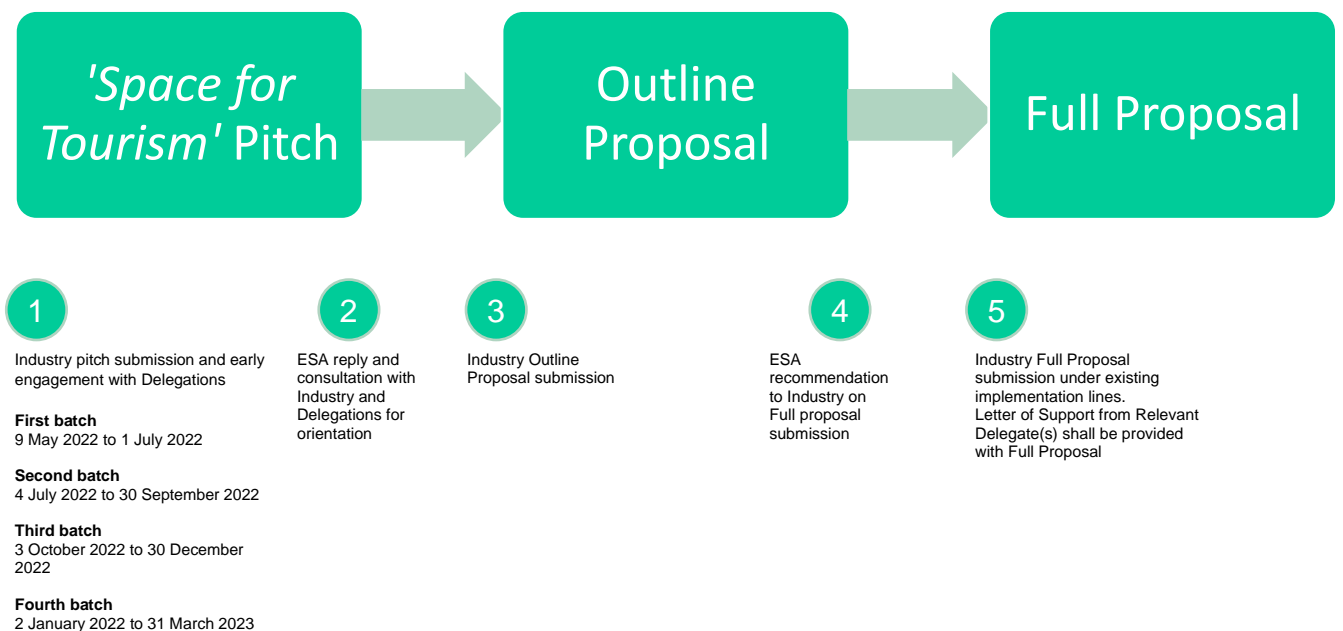 'Space for
Tourism' Pitch
Outline
Proposal
Full Proposal
1
Industry pitch submission and early
engagement with Delegations
First batch
9 May 2022 to 1 July 2022
Second batch
4 July 2022 to 30 September 2022
Third batch
3 October 2022 to 30 December
2022
Fourth batch
2 January 2022 to 31 March 2023
2
ESA reply and
consultation with
Industry and
Delegations for
orientation
3
Industry Outline
Proposal submission
4
ESA
recommendation
to Industry on
Full proposal
submission
5
Industry Full Proposal
submission under existing
implementation lines.
Letter of Support from Relevant
Delegate(s) shall be provided
with Full Proposal